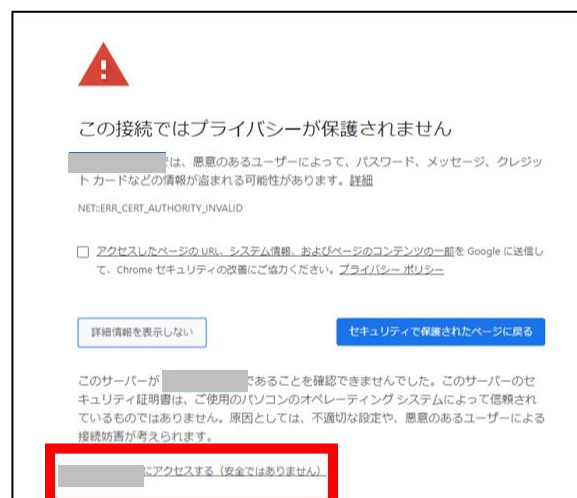 この接続ではプライバシーが保護されません
では、悪意のあるユーザーによって、パスワード、メッセージ、クレジッ
ト カードなどの情報が盗まれる可能性があります。詳細
NET::ERR_CERT_AUTHORITY_INVALID
アクセスしたページの URL、システム情報、およびページのコンテンツの一部を Google に送信し
て、Chrome セキュリティの改善にご協力ください。プライバシー ポリシー
詳細情報を表示しない
セキュリティで保護されたページに戻る
このサーバーが であることを確認できませんでした。このサーバーのセ
キュリティ証明書は、ご使用のパソコンのオペレーティング システムによって信頼され
ているものではありません。原因としては、不適切な設定や、悪意のあるユーザーによる
接続妨害が考えられます。
にアクセスする（安全ではありません）